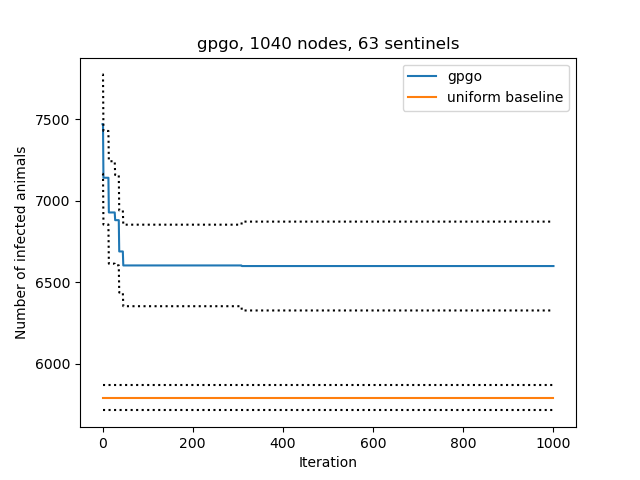 gpgo, 1040 nodes, 63 sentinels
gpgo
uniform baseline
Number of infected animals
7500
7000
6500
6000
0 200 400 600 800 1000
Iteration